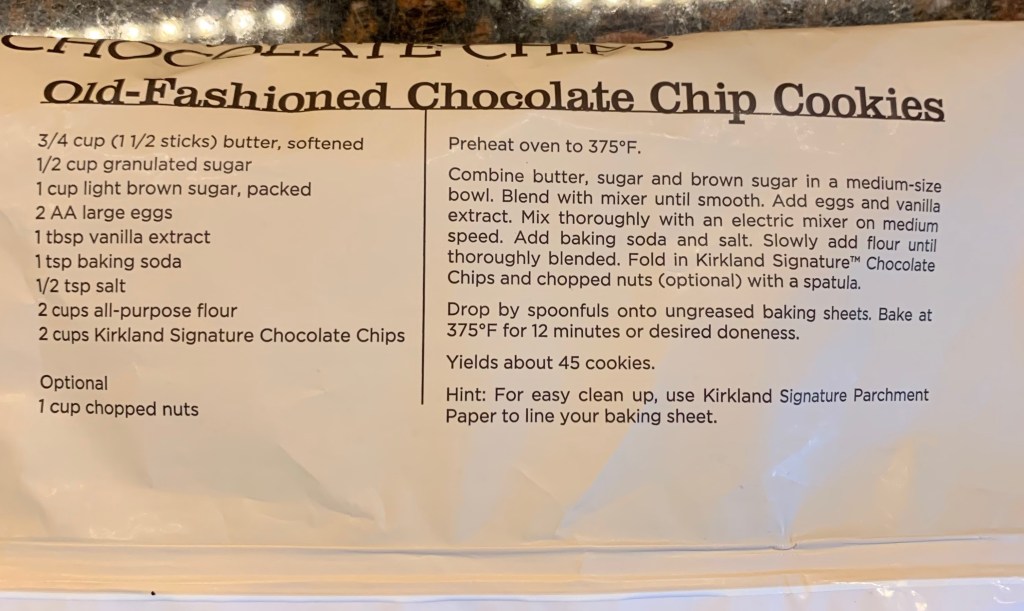 CHOCOLATE CHIPS
Old-Fashioned Chocolate Chip Cookies
3/4 cup (1 1/2 sticks) butter, softened
1/2 cup granulated sugar
1 cup light brown sugar, packed
2 AA large eggs
1 tbsp vanilla extract
1 tsp baking soda
1/2 tsp salt
2 cups all-purpose flour
2 cups Kirkland Signature Chocolate Chips
Optional
1 cup chopped nuts
Preheat oven to 375°F.
Combine butter, sugar and brown sugar in a medium-size
bowl. Blend with mixer until smooth. Add eggs and vanilla
extract. Mix thoroughly with an electric mixer on medium
speed. Add baking soda and salt. Slowly add flour until
thoroughly blended. Fold in Kirkland Signature™ Chocolate
Chips and chopped nuts (optional) with a spatula.
Drop by spoonfuls onto ungreased baking sheets. Bake at
375°F for 12 minutes or desired doneness.
Yields about 45 cookies.
Hint: For easy clean up, use Kirkland Signature Parchment
Paper to line your baking sheet.